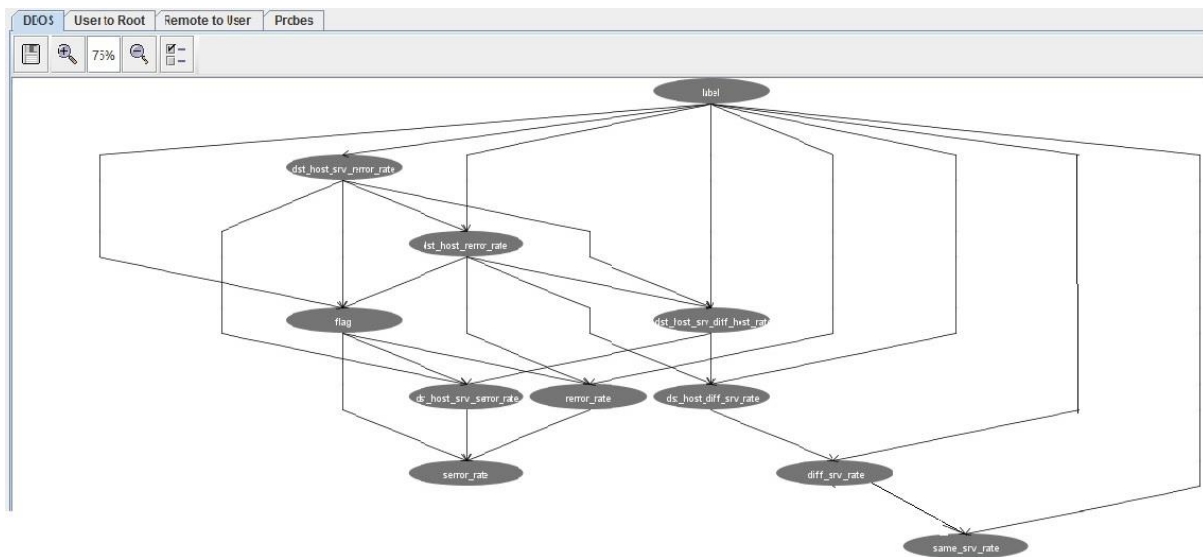 DDOS User to Root Remote to User Probes
75%
label
dst_host_srv_rerror_rate
dst_host_rerror_rate
flag
dst_host_srv_diff_host_rate
dst_host_srv_serror_rate
rerror_rate
dst_host_diff_srv_rate
serror_rate
diff_srv_rate
same_srv_rate